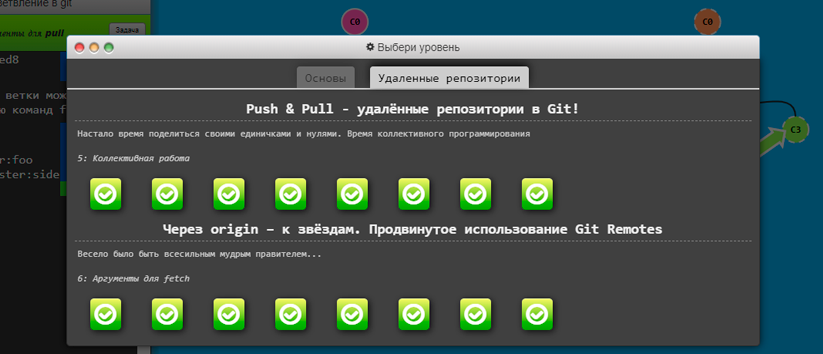 етвление в git
C0
C0
менты для pull
Задача
ed8
Выбери уровень
Основы
Удаленные репозитории
ветки мож
ю команд f
Push & Pull - удалённые репозитории в Git!
Настало время поделиться своими единичками и нулями. Время коллективного программирования
C3
r:foo
ster:side
5: Коллективная работа
Через origin – к звёздам. Продвинутое использование Git Remotes
Весело было быть всесильным мудрым правителем...
6: Аргументы для fetch